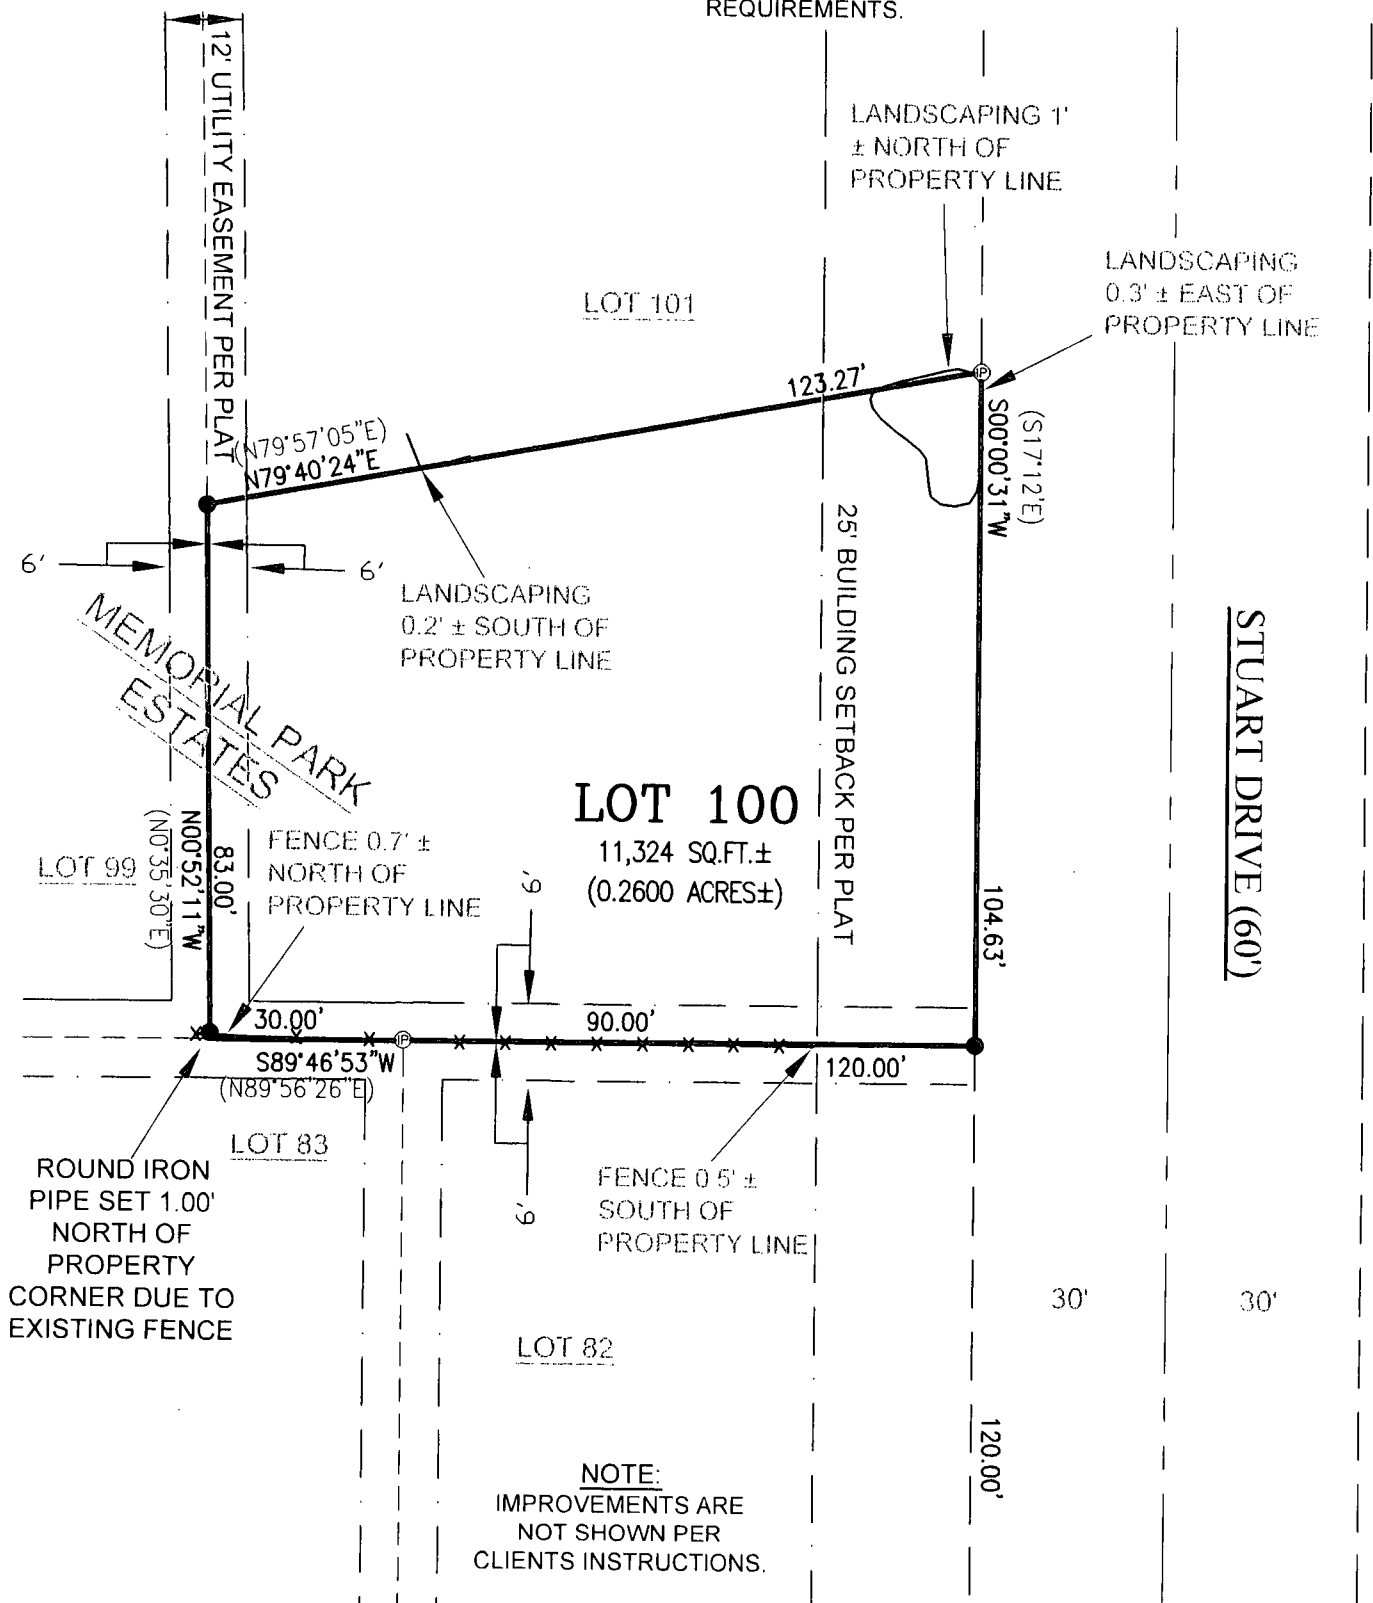 REQUIREMENTS.
12' UTILITY EASEMENT PER PLAT
LANDSCAPING 1'
± NORTH OF
PROPERTY LINE
LANDSCAPING
0.3' ± EAST OF
PROPERTY LINE
LOT 101
123.27'
(N79°57'05"E)
N79°40'24"E
(S17'12'E)
S00°00'31"W
6'
6'
LANDSCAPING
0.2' ± SOUTH OF
PROPERTY LINE
25' BUILDING SETBACK PER PLAT
MEMORIAL PARK
ESTATES
STUART DRIVE (60')
LOT 100
11,324 SQ.FT.±
(0.2600 ACRES±)
LOT 99
83.00'
N00°52'11"W
(N0°35'30"E)
FENCE 0.7' ±
NORTH OF
PROPERTY LINE
6'
104.63'
30.00'
90.00'
IP
IP
S89°46'53"W
(N89°56'26"E)
120.00'
LOT 83
ROUND IRON
PIPE SET 1.00'
NORTH OF
PROPERTY
CORNER DUE TO
EXISTING FENCE
6'
FENCE 0.5' ±
SOUTH OF
PROPERTY LINE
30'
30'
LOT 82
120.00'
NOTE:
IMPROVEMENTS ARE
NOT SHOWN PER
CLIENTS INSTRUCTIONS.